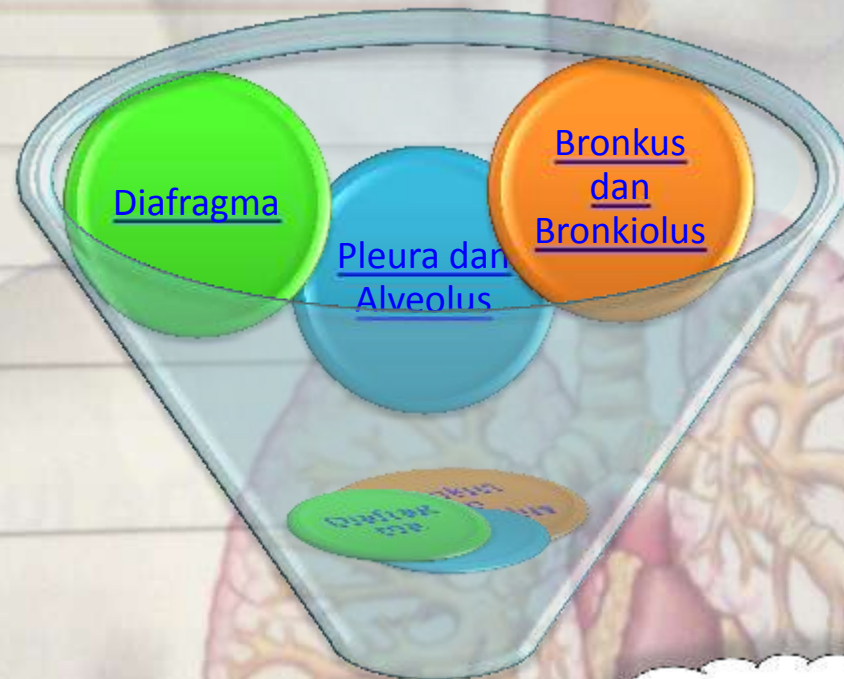 Diafragma
Pleura dan
Alveolus
Bronkus
dan
Bronkiolus